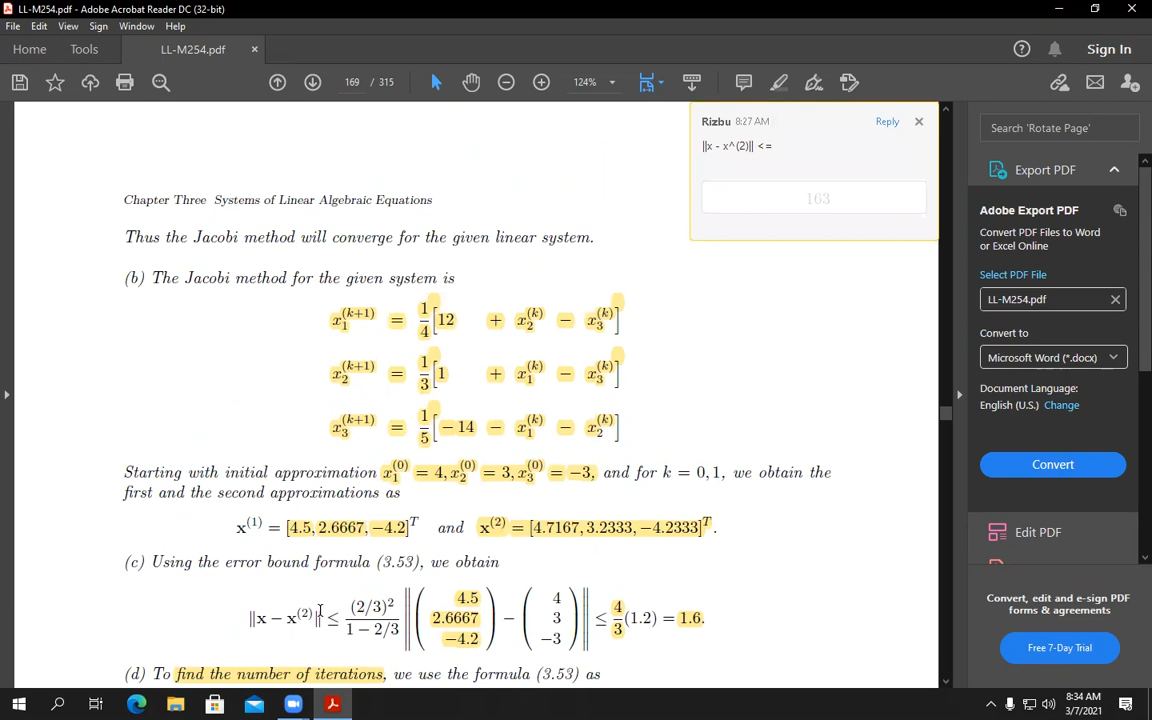 LL-M254.pdf - Adobe Acrobat Reader DC (32-bit)
File Edit View Sign Window Help
Home Tools LL-M254.pdf × Sign In
169 / 315 124%
Rizbu 8:27 AM Reply ×
||x - x^(2)|| <=
163
Chapter Three Systems of Linear Algebraic Equations
Thus the Jacobi method will converge for the given linear system.
(b) The Jacobi method for the given system is
x₁^(k+1) = 1/4 [12 + x₂^(k) − x₃^(k)]
x₂^(k+1) = 1/3 [1 + x₁^(k) − x₃^(k)]
x₃^(k+1) = 1/5 [−14 − x₁^(k) − x₂^(k)]
Starting with initial approximation x₁^(0) = 4, x₂^(0) = 3, x₃^(0) = −3, and for k = 0, 1, we obtain the
first and the second approximations as
x^(1) = [4.5, 2.6667, −4.2]^T and x^(2) = [4.7167, 3.2333, −4.2333]^T.
(c) Using the error bound formula (3.53), we obtain
‖x − x^(2)‖ ≤ (2/3)²/(1 − 2/3) ‖(4.5 2.6667 −4.2) − (4 3 −3)‖ ≤ 4/3 (1.2) = 1.6.
(d) To find the number of iterations, we use the formula (3.53) as
Search 'Rotate Page'
Export PDF
Adobe Export PDF
Convert PDF Files to Word
or Excel Online
Select PDF File
LL-M254.pdf ×
Convert to
Microsoft Word (*.docx)
Document Language:
English (U.S.) Change
Convert
Edit PDF
Convert, edit and e-sign PDF
forms & agreements
Free 7-Day Trial
8:34 AM
3/7/2021